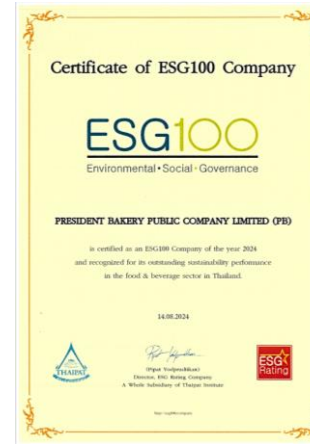 Certificate of ESG100 Company
ESG100
Environmental • Social • Governance
PRESIDENT BAKERY PUBLIC COMPANY LIMITED (PB)
is certified as an ESG100 Company of the year 2024
and recognized for its outstanding sustainability performance
in the food & beverage sector in Thailand.
14.08.2024
Director, ESG Rating Company
A Whole Subsidiary of Thaipat Institute
THAIPAT
ESG
Rating